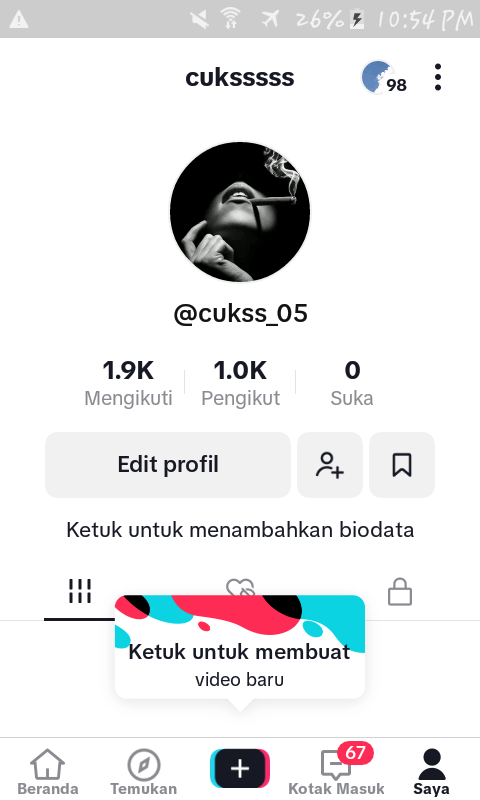 26% 10:54 PM
cuksssss
98
@cukss_05
1.9K 1.0K 0
Mengikuti Pengikut Suka
Edit profil
Ketuk untuk menambahkan biodata
Ketuk untuk membuat
video baru
67
Beranda Temukan Kotak Masuk Saya